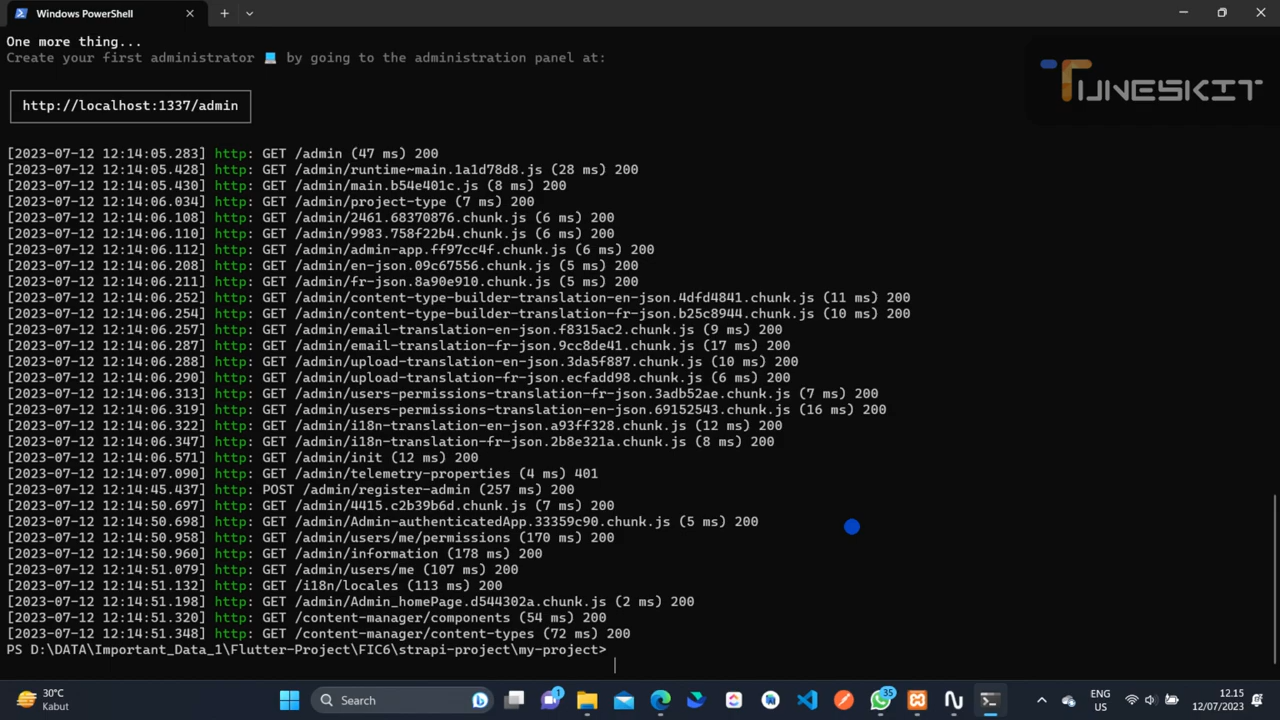 Windows PowerShell
One more thing...
Create your first administrator 💻 by going to the administration panel at:
TUNESKIT
http://localhost:1337/admin
[2023-07-12 12:14:05.283] http: GET /admin (47 ms) 200
[2023-07-12 12:14:05.428] http: GET /admin/runtime~main.1a1d78d8.js (28 ms) 200
[2023-07-12 12:14:05.430] http: GET /admin/main.b54e401c.js (8 ms) 200
[2023-07-12 12:14:06.034] http: GET /admin/project-type (7 ms) 200
[2023-07-12 12:14:06.108] http: GET /admin/2461.68370876.chunk.js (6 ms) 200
[2023-07-12 12:14:06.110] http: GET /admin/9983.758f22b4.chunk.js (6 ms) 200
[2023-07-12 12:14:06.112] http: GET /admin/admin-app.ff97cc4f.chunk.js (6 ms) 200
[2023-07-12 12:14:06.208] http: GET /admin/en-json.09c67556.chunk.js (5 ms) 200
[2023-07-12 12:14:06.211] http: GET /admin/fr-json.8a90e910.chunk.js (5 ms) 200
[2023-07-12 12:14:06.252] http: GET /admin/content-type-builder-translation-en-json.4dfd4841.chunk.js (11 ms) 200
[2023-07-12 12:14:06.254] http: GET /admin/content-type-builder-translation-fr-json.b25c8944.chunk.js (10 ms) 200
[2023-07-12 12:14:06.257] http: GET /admin/email-translation-en-json.f8315ac2.chunk.js (9 ms) 200
[2023-07-12 12:14:06.287] http: GET /admin/email-translation-fr-json.9cc8de41.chunk.js (17 ms) 200
[2023-07-12 12:14:06.288] http: GET /admin/upload-translation-en-json.3da5f887.chunk.js (10 ms) 200
[2023-07-12 12:14:06.290] http: GET /admin/upload-translation-fr-json.ecfadd98.chunk.js (6 ms) 200
[2023-07-12 12:14:06.313] http: GET /admin/users-permissions-translation-fr-json.3adb52ae.chunk.js (7 ms) 200
[2023-07-12 12:14:06.319] http: GET /admin/users-permissions-translation-en-json.69152543.chunk.js (16 ms) 200
[2023-07-12 12:14:06.322] http: GET /admin/i18n-translation-en-json.a93ff328.chunk.js (12 ms) 200
[2023-07-12 12:14:06.347] http: GET /admin/i18n-translation-fr-json.2b8e321a.chunk.js (8 ms) 200
[2023-07-12 12:14:06.571] http: GET /admin/init (12 ms) 200
[2023-07-12 12:14:07.090] http: GET /admin/telemetry-properties (4 ms) 401
[2023-07-12 12:14:45.437] http: POST /admin/register-admin (257 ms) 200
[2023-07-12 12:14:50.697] http: GET /admin/4415.c2b39b6d.chunk.js (7 ms) 200
[2023-07-12 12:14:50.698] http: GET /admin/Admin-authenticatedApp.33359c90.chunk.js (5 ms) 200
[2023-07-12 12:14:50.958] http: GET /admin/users/me/permissions (170 ms) 200
[2023-07-12 12:14:50.960] http: GET /admin/information (178 ms) 200
[2023-07-12 12:14:51.079] http: GET /admin/users/me (107 ms) 200
[2023-07-12 12:14:51.132] http: GET /i18n/locales (113 ms) 200
[2023-07-12 12:14:51.198] http: GET /admin/Admin_homePage.d544302a.chunk.js (2 ms) 200
[2023-07-12 12:14:51.320] http: GET /content-manager/components (54 ms) 200
[2023-07-12 12:14:51.348] http: GET /content-manager/content-types (72 ms) 200
PS D:\DATA\Important_Data_1\Flutter-Project\FIC6\strapi-project\my-project>
30°C
Kabut
Search
1
35
ENG
US
12.15
12/07/2023